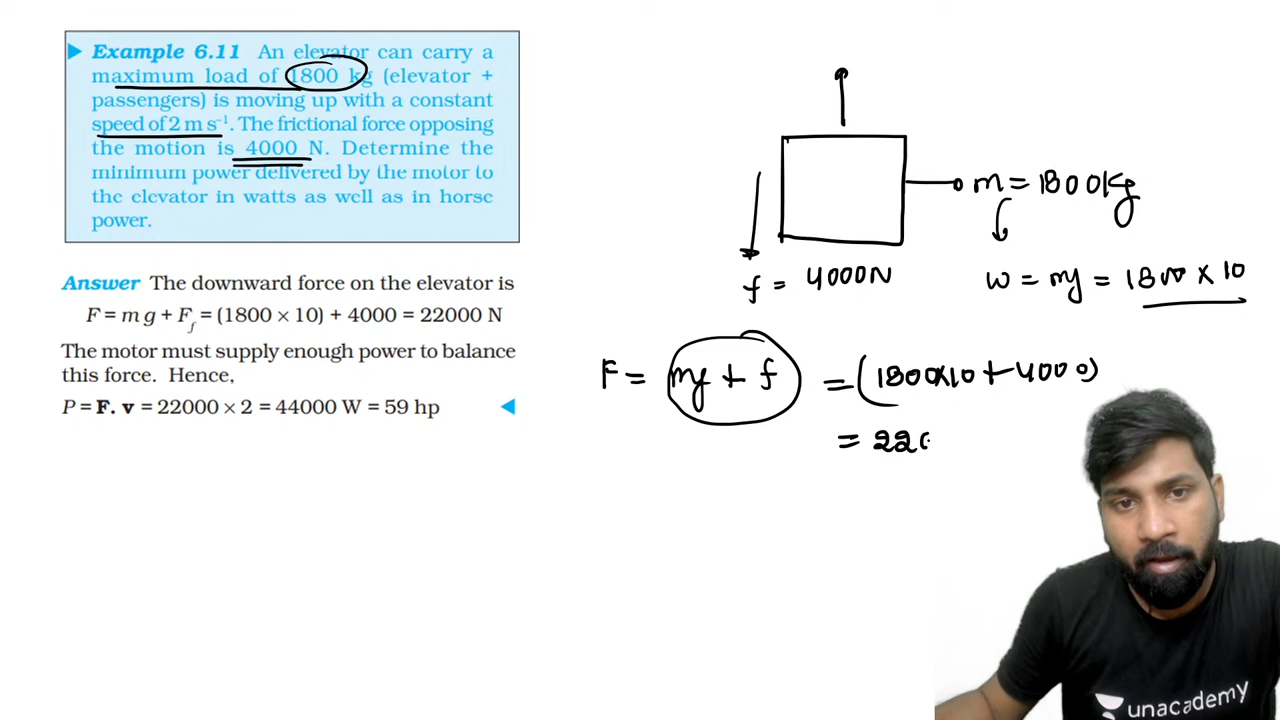 Example 6.11 An elevator can carry a
maximum load of 1800 kg (elevator +
passengers) is moving up with a constant
speed of 2 m s⁻¹. The frictional force opposing
the motion is 4000 N. Determine the
minimum power delivered by the motor to
the elevator in watts as well as in horse
power.
Answer The downward force on the elevator is
F = m g + F_f = (1800 × 10) + 4000 = 22000 N
The motor must supply enough power to balance
this force. Hence,
P = F. v = 22000 × 2 = 44000 W = 59 hp
m = 1800kg
f = 4000N
w = mg = 1800 × 10
F = mg + f = (1800×10+4000)
= 220
unacademy